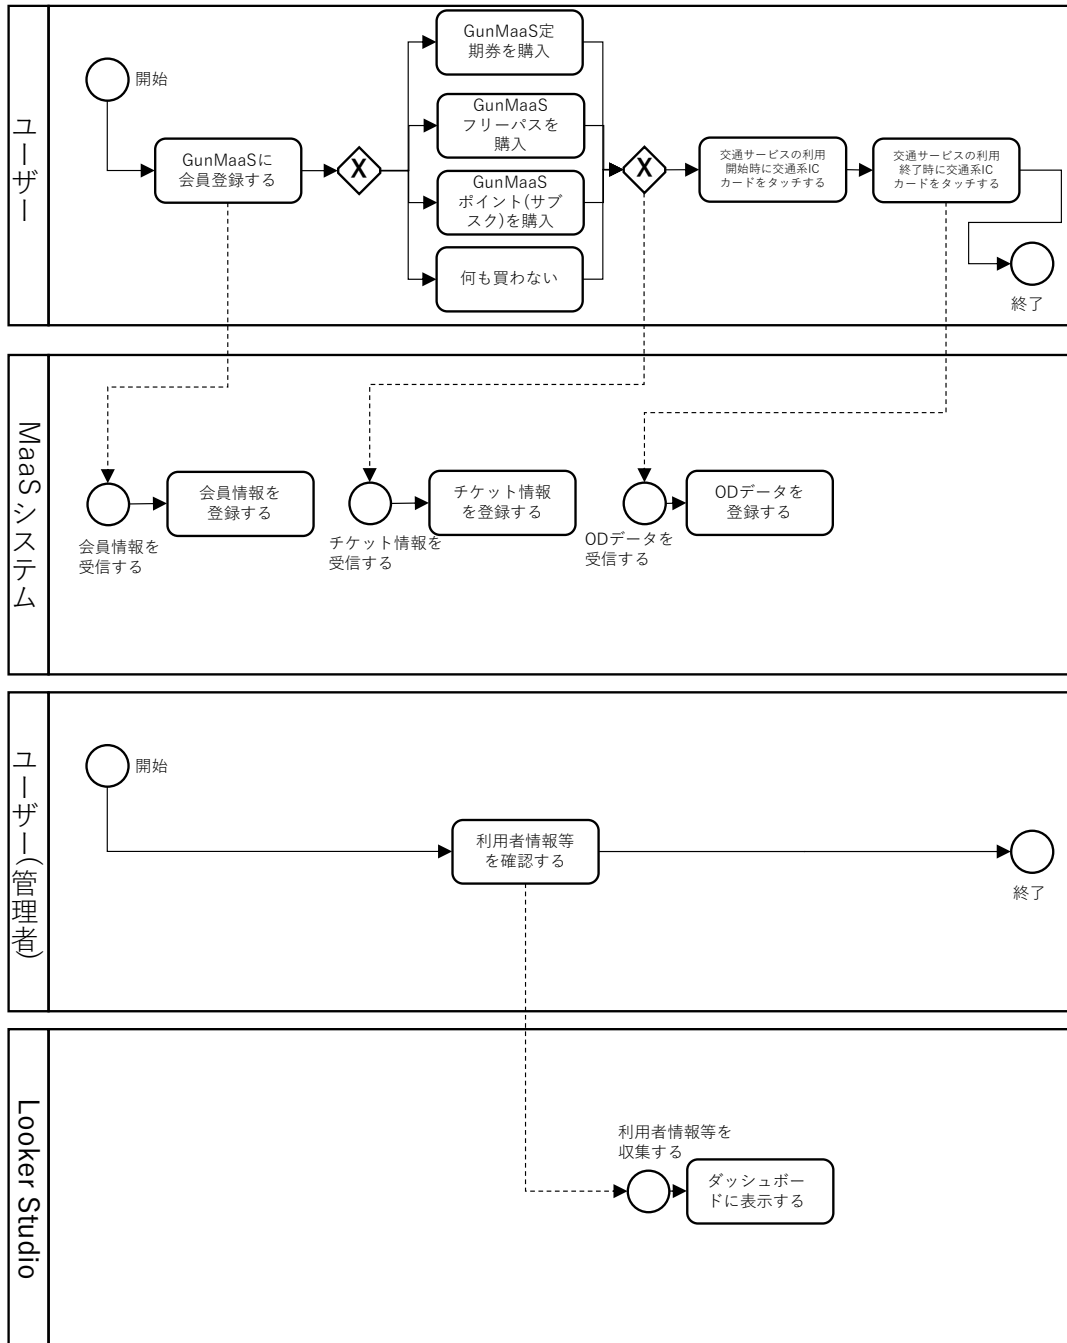 ユーザー
開始
GunMaaSに
会員登録する
X
GunMaaS定
期券を購入
GunMaaS
フリーパスを
購入
GunMaaS
ポイント(サブ
スク)を購入
何も買わない
X
交通サービスの利用
開始時に交通系IC
カードをタッチする
交通サービスの利用
終了時に交通系IC
カードをタッチする
終了
MaaSシステム
会員情報を
受信する
会員情報を
登録する
チケット情報を
受信する
チケット情報
を登録する
ODデータを
受信する
ODデータを
登録する
ユーザー(管理者)
開始
利用者情報等
を確認する
終了
Looker Studio
利用者情報等を
収集する
ダッシュボー
ドに表示する